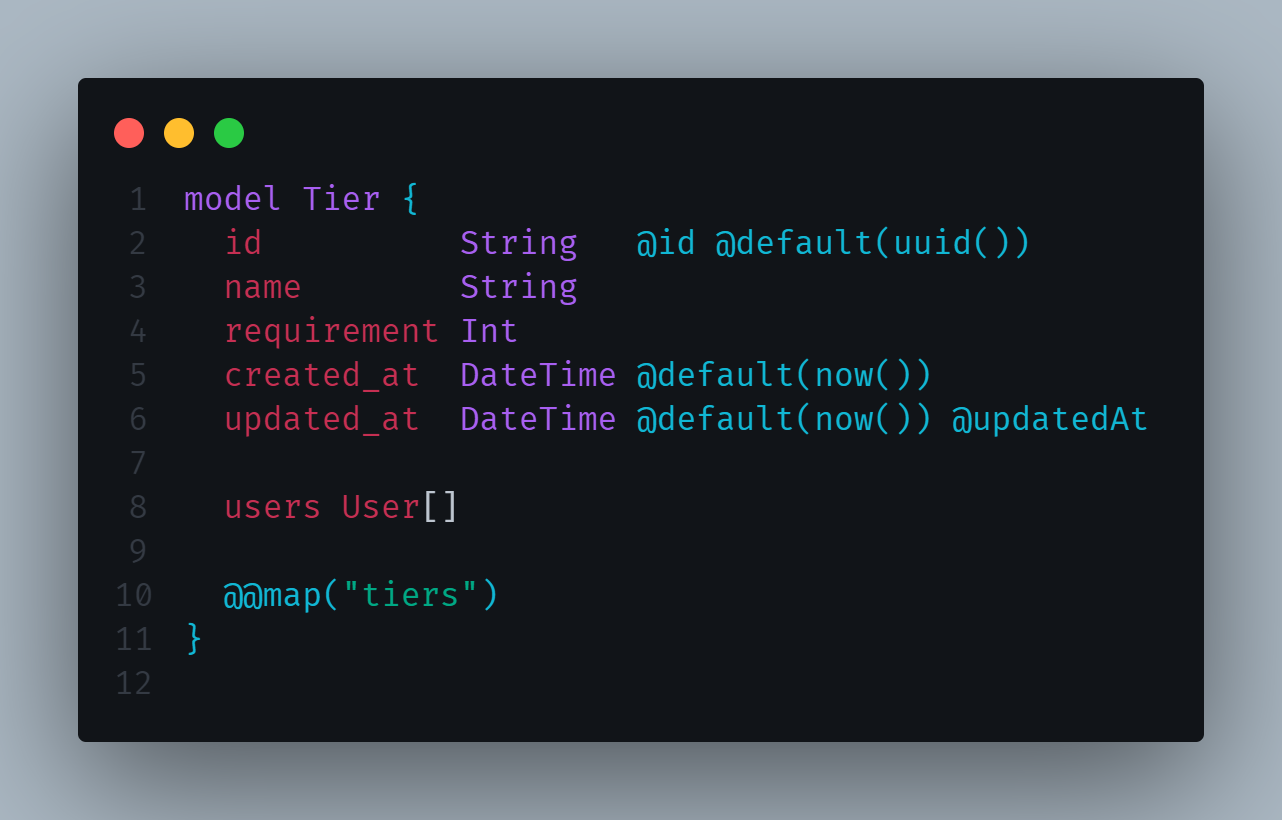 1 model Tier {
2   id          String   @id @default(uuid())
3   name        String
4   requirement Int
5   created_at  DateTime @default(now())
6   updated_at  DateTime @default(now()) @updatedAt
7
8   users User[]
9
10   @@map("tiers")
11 }
12